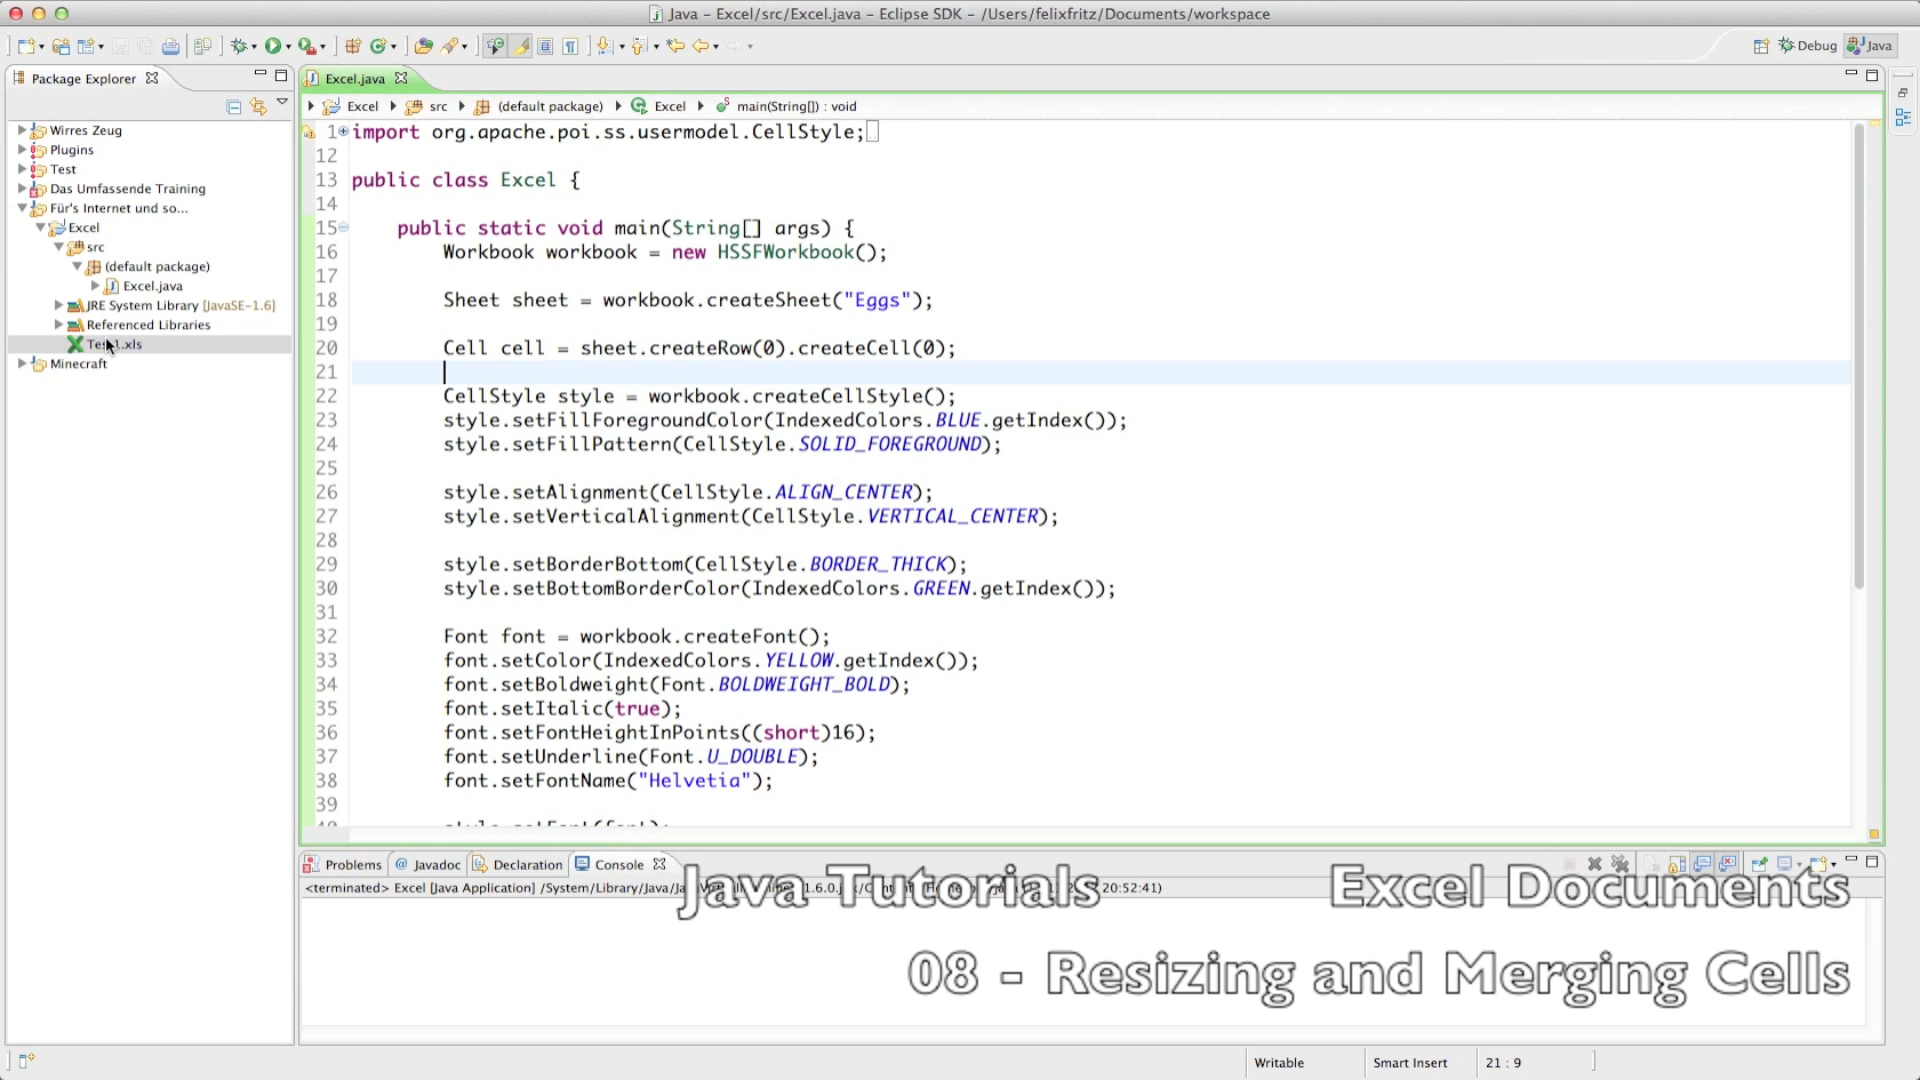 Java – Excel/src/Excel.java – Eclipse SDK – /Users/felixfritz/Documents/workspace
Debug
Java
Package Explorer
Wirres Zeug
Plugins
Test
Das Umfassende Training
Für's Internet und so...
Excel
src
(default package)
Excel.java
JRE System Library [JavaSE-1.6]
Referenced Libraries
.xls
Minecraft
Excel.java
Excel src (default package) Excel main(String[]) : void
1 import org.apache.poi.ss.usermodel.CellStyle;
12
13 public class Excel {
14
15 public static void main(String[] args) {
16 Workbook workbook = new HSSFWorkbook();
17
18 Sheet sheet = workbook.createSheet("Eggs");
19
20 Cell cell = sheet.createRow(0).createCell(0);
21
22 CellStyle style = workbook.createCellStyle();
23 style.setFillForegroundColor(IndexedColors.BLUE.getIndex());
24 style.setFillPattern(CellStyle.SOLID_FOREGROUND);
25
26 style.setAlignment(CellStyle.ALIGN_CENTER);
27 style.setVerticalAlignment(CellStyle.VERTICAL_CENTER);
28
29 style.setBorderBottom(CellStyle.BORDER_THICK);
30 style.setBottomBorderColor(IndexedColors.GREEN.getIndex());
31
32 Font font = workbook.createFont();
33 font.setColor(IndexedColors.YELLOW.getIndex());
34 font.setBoldweight(Font.BOLDWEIGHT_BOLD);
35 font.setItalic(true);
36 font.setFontHeightInPoints((short)16);
37 font.setUnderline(Font.U_DOUBLE);
38 font.setFontName("Helvetia");
39
Problems Javadoc Declaration Console
<terminated> Excel [Java Application] /System/Library/Java/ 20:52:41)
Java Tutorials Excel Documents
08 - Resizing and Merging Cells
Writable Smart Insert 21 : 9